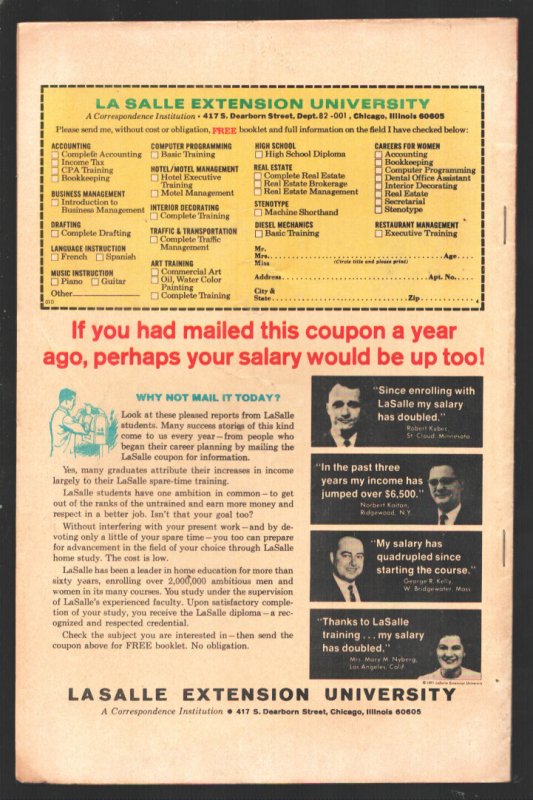 LA SALLE EXTENSION UNIVERSITY
A Correspondence Institution • 417 S. Dearborn Street, Dept. 82-001, Chicago, Illinois 60605
Please send me, without cost or obligation, FREE booklet and full information on the field I have checked below:
ACCOUNTING
Complete Accounting
Income Tax
CPA Training
Bookkeeping
BUSINESS MANAGEMENT
Introduction to
Business Management
DRAFTING
Complete Drafting
LANGUAGE INSTRUCTION
French Spanish
MUSIC INSTRUCTION
Piano Guitar
Other
COMPUTER PROGRAMMING
Basic Training
HOTEL/MOTEL MANAGEMENT
Hotel Executive
Training
Motel Management
INTERIOR DECORATING
Complete Training
TRAFFIC & TRANSPORTATION
Complete Traffic
Management
ART TRAINING
Commercial Art
Oil, Water Color
Painting
Complete Training
HIGH SCHOOL
High School Diploma
REAL ESTATE
Complete Real Estate
Real Estate Brokerage
Real Estate Management
STENOTYPE
Machine Shorthand
DIESEL MECHANICS
Basic Training
CAREERS FOR WOMEN
Accounting
Bookkeeping
Computer Programming
Dental Office Assistant
Interior Decorating
Real Estate
Secretarial
Stenotype
RESTAURANT MANAGEMENT
Executive Training
Mr.
Mrs. Age
Miss (Circle title and please print)
Address Apt. No.
City &
State Zip
If you had mailed this coupon a year
ago, perhaps your salary would be up too!
WHY NOT MAIL IT TODAY?
Look at these pleased reports from LaSalle
students. Many success stories of this kind
come to us every year—from people who
began their career planning by mailing the
LaSalle coupon for information.
Yes, many graduates attribute their increases in income
largely to their LaSalle spare-time training.
LaSalle students have one ambition in common—to get
out of the ranks of the untrained and earn more money and
respect in a better job. Isn't that your goal too?
Without interfering with your present work—and by de-
voting only a little of your spare time—you too can prepare
for advancement in the field of your choice through LaSalle
home study. The cost is low.
LaSalle has been a leader in home education for more than
sixty years, enrolling over 2,000,000 ambitious men and
women in its many courses. You study under the supervision
of LaSalle's experienced faculty. Upon satisfactory comple-
tion of your study, you receive the LaSalle diploma—a rec-
ognized and respected credential.
Check the subject you are interested in—then send the
coupon above for FREE booklet. No obligation.
"Since enrolling with
LaSalle my salary
has doubled."
Robert Kuber,
St. Cloud, Minnesota
"In the past three
years my income has
jumped over $6,500."
Norbert Kaitan,
Ridgewood, N.Y.
"My salary has
quadrupled since
starting the course."
George R. Kelly,
W. Bridgewater, Mass.
"Thanks to LaSalle
training . . . my salary
has doubled."
Mrs. Mary M. Nyberg,
Los Angeles, Calif.
© 1971 LaSalle Extension University
LASALLE EXTENSION UNIVERSITY
A Correspondence Institution • 417 S. Dearborn Street, Chicago, Illinois 60605